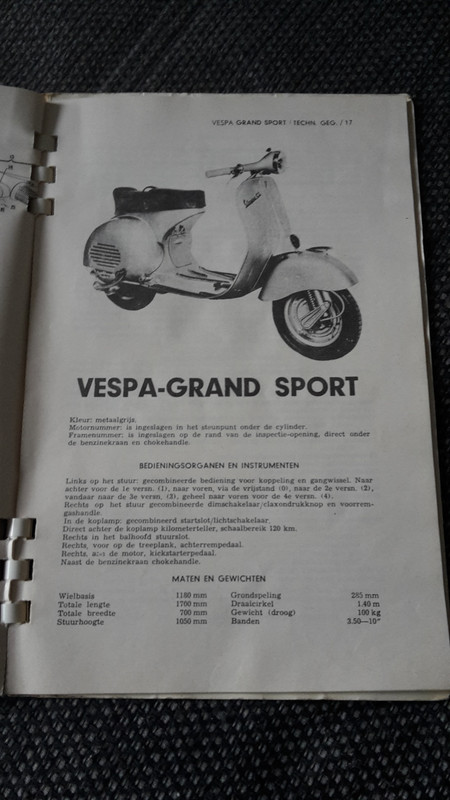 VESPA GRAND SPORT / TECHN. GEG. / 17
Vespa
VESPA-GRAND SPORT
Kleur: metaalgrijs.
Motornummer: is ingeslagen in het steunpunt onder de cylinder.
Framenummer: is ingeslagen op de rand van de inspectie-opening, direct onder
de benzinekraan en chokehandle.
BEDIENINGSORGANEN EN INSTRUMENTEN
Links op het stuur: gecombineerde bediening voor koppeling en gangwissel. Naar
achter voor de 1e versn. (1), naar voren, via de vrijstand (0), naar de 2e versn. (2),
vandaar naar de 3e versn. (3), geheel naar voren voor de 4e versn. (4).
Rechts op het stuur gecombineerde dimschakelaar/claxondrukknop en voorrem-
gashandle.
In de koplamp: gecombineerd startslot/lichtschakelaar.
Direct achter de koplamp kilometerteller, schaalbereik 120 km.
Rechts in het balhoofd stuurslot.
Rechts, voor op de treeplank, achterrempedaal.
Rechts, de motor, kickstarterpedaal.
Naast de benzinekraan chokehandle.
MATEN EN GEWICHTEN
Wielbasis 1180 mm Grondspeling 285 mm
Totale lengte 1700 mm Draaicirkel 1.40 m
Totale breedte 700 mm Gewicht (droog) 100 kg
Stuurhoogte 1050 mm Banden 3.50—10"